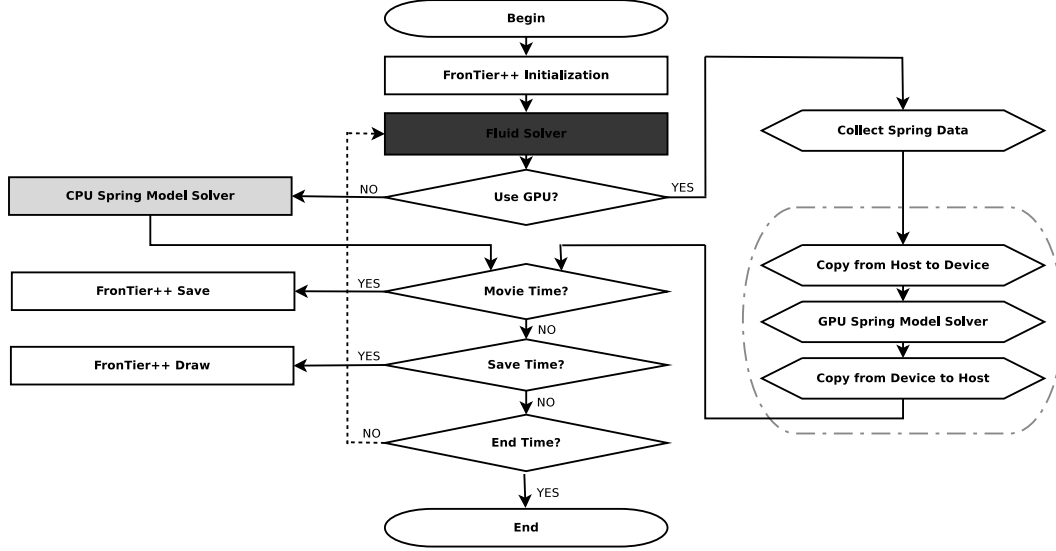 Begin
FronTier++ Initialization
Fluid Solver
Collect Spring Data
NO
YES
CPU Spring Model Solver
Use GPU?
Copy from Host to Device
FronTier++ Save
YES
Movie Time?
GPU Spring Model Solver
NO
FronTier++ Draw
YES
Save Time?
Copy from Device to Host
NO
NO
End Time?
YES
End